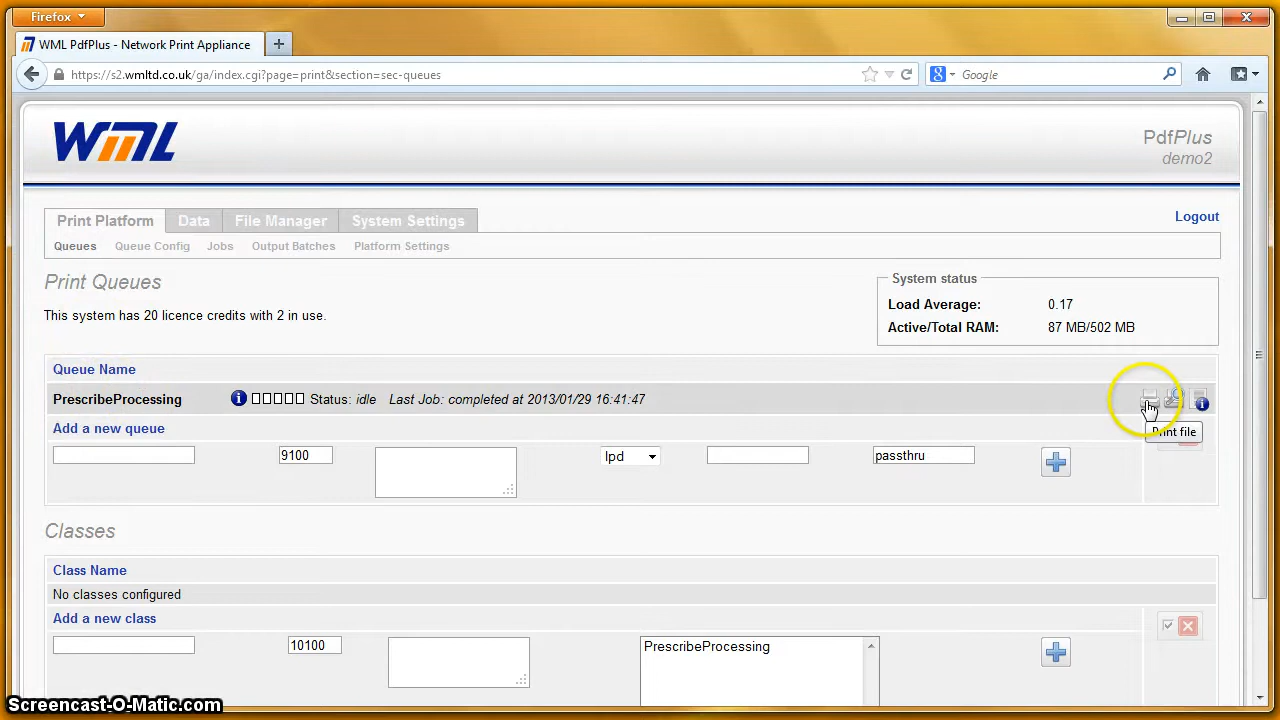 Firefox
WML PdfPlus - Network Print Appliance
https://s2.wmltd.co.uk/ga/index.cgi?page=print&section=sec-queues
Google
WML
PdfPlus
demo2
Print Platform Data File Manager System Settings
Logout
Queues Queue Config Jobs Output Batches Platform Settings
Print Queues
System status
Load Average: 0.17
This system has 20 licence credits with 2 in use.
Active/Total RAM: 87 MB/502 MB
Queue Name
PrescribeProcessing Status: idle Last Job: completed at 2013/01/29 16:41:47
Add a new queue
Print file
9100 lpd passthru
Classes
Class Name
No classes configured
Add a new class
10100 PrescribeProcessing
Screencast-O-Matic.com